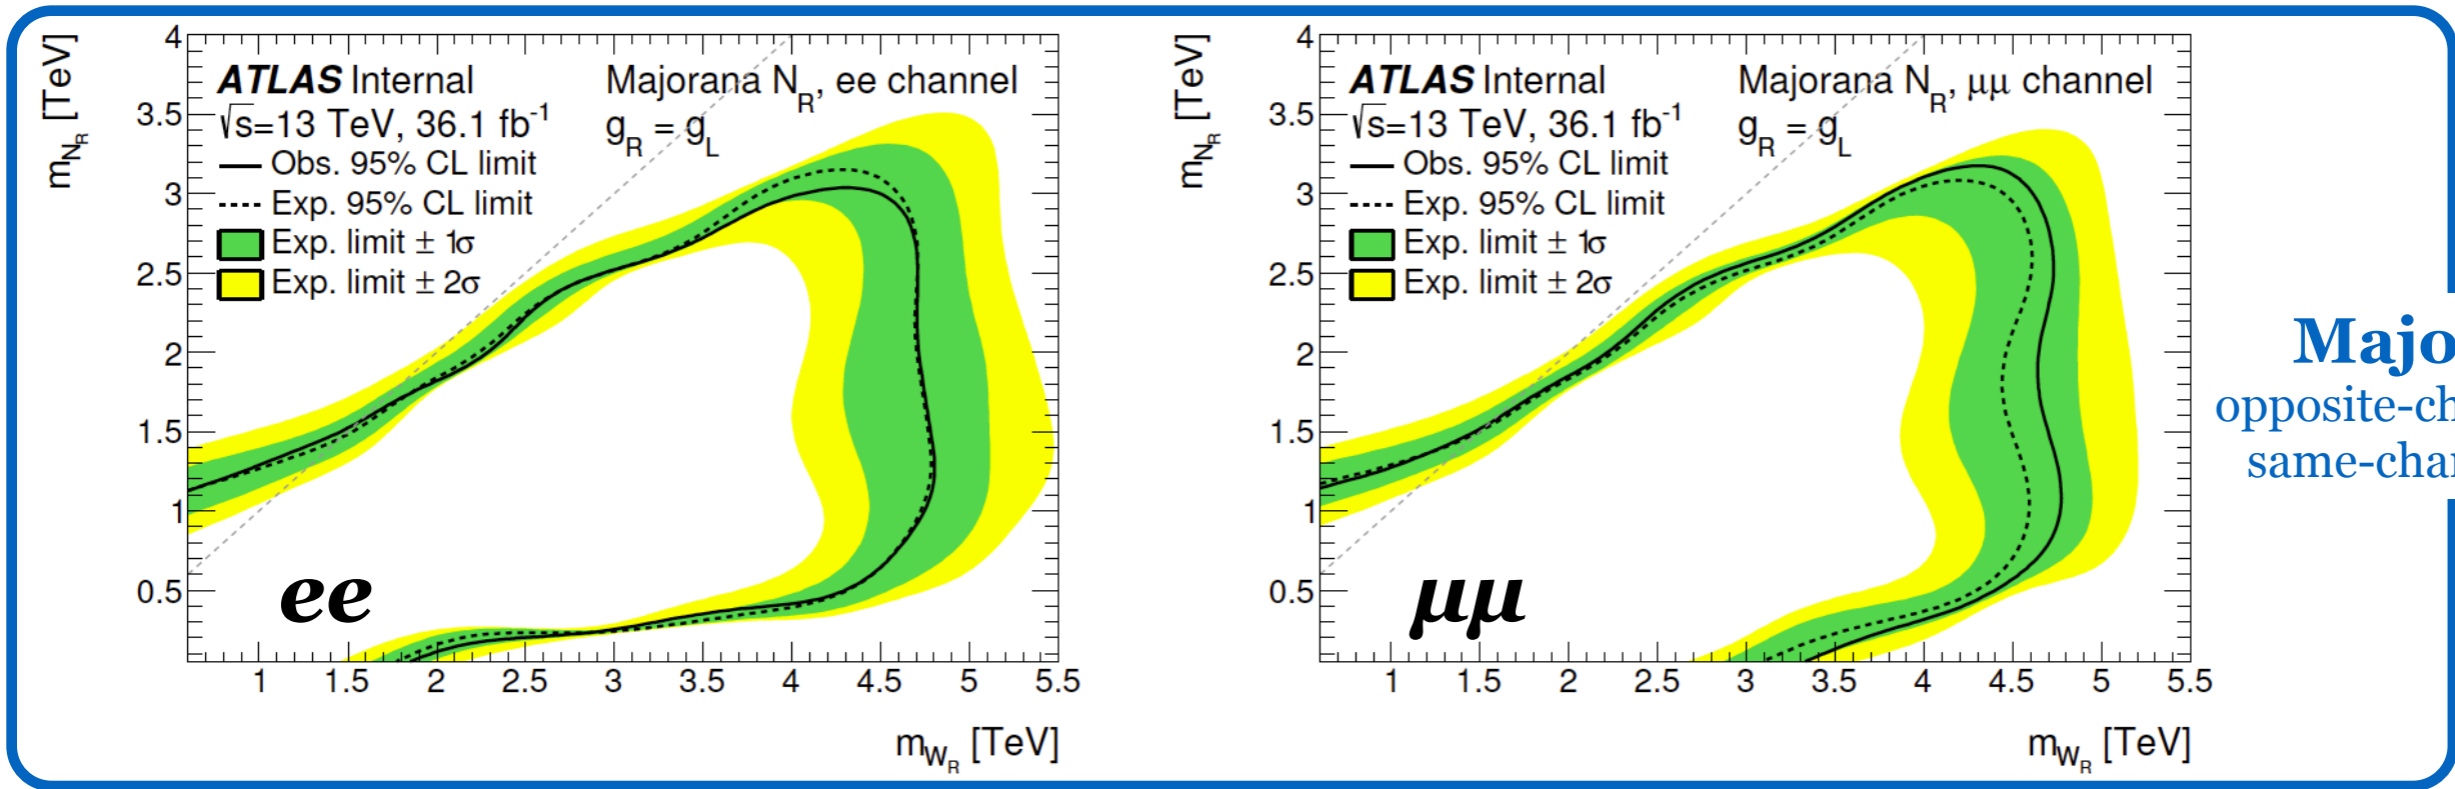 m_{N_R} [TeV]
4
3.5
3
2.5
2
1.5
1
0.5
ATLAS Internal
√s=13 TeV, 36.1 fb⁻¹
Obs. 95% CL limit
Exp. 95% CL limit
Exp. limit ± 1σ
Exp. limit ± 2σ
Majorana N_R, ee channel
g_R = g_L
ee
1 1.5 2 2.5 3 3.5 4 4.5 5 5.5
m_{W_R} [TeV]
m_{N_R} [TeV]
4
3.5
3
2.5
2
1.5
1
0.5
ATLAS Internal
√s=13 TeV, 36.1 fb⁻¹
Obs. 95% CL limit
Exp. 95% CL limit
Exp. limit ± 1σ
Exp. limit ± 2σ
Majorana N_R, μμ channel
g_R = g_L
μμ
1 1.5 2 2.5 3 3.5 4 4.5 5 5.5
m_{W_R} [TeV]
Majo
opposite-ch
same-cha